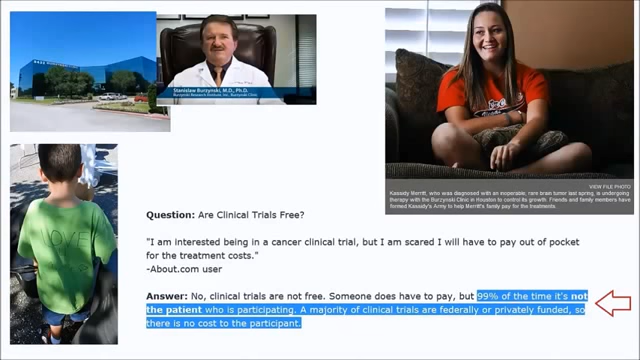 Stanislaw Burzynski, M.D., Ph.D.
Burzynski Research Institute, Inc., Burzynski Clinic
VIEW FILE PHOTO
Kassidy Merritt, who was diagnosed with an inoperable, rare brain tumor last spring, is undergoing
therapy with the Burzynski Clinic in Houston to control its growth. Friends and family members have
formed Kassidy's Army to help Merritt's family pay for the treatments.
LOVE
Question: Are Clinical Trials Free?
"I am interested being in a cancer clinical trial, but I am scared I will have to pay out of pocket
for the treatment costs."
-About.com user
Answer: No, clinical trials are not free. Someone does have to pay, but 99% of the time it's not
the patient who is participating. A majority of clinical trials are federally or privately funded, so
there is no cost to the participant.